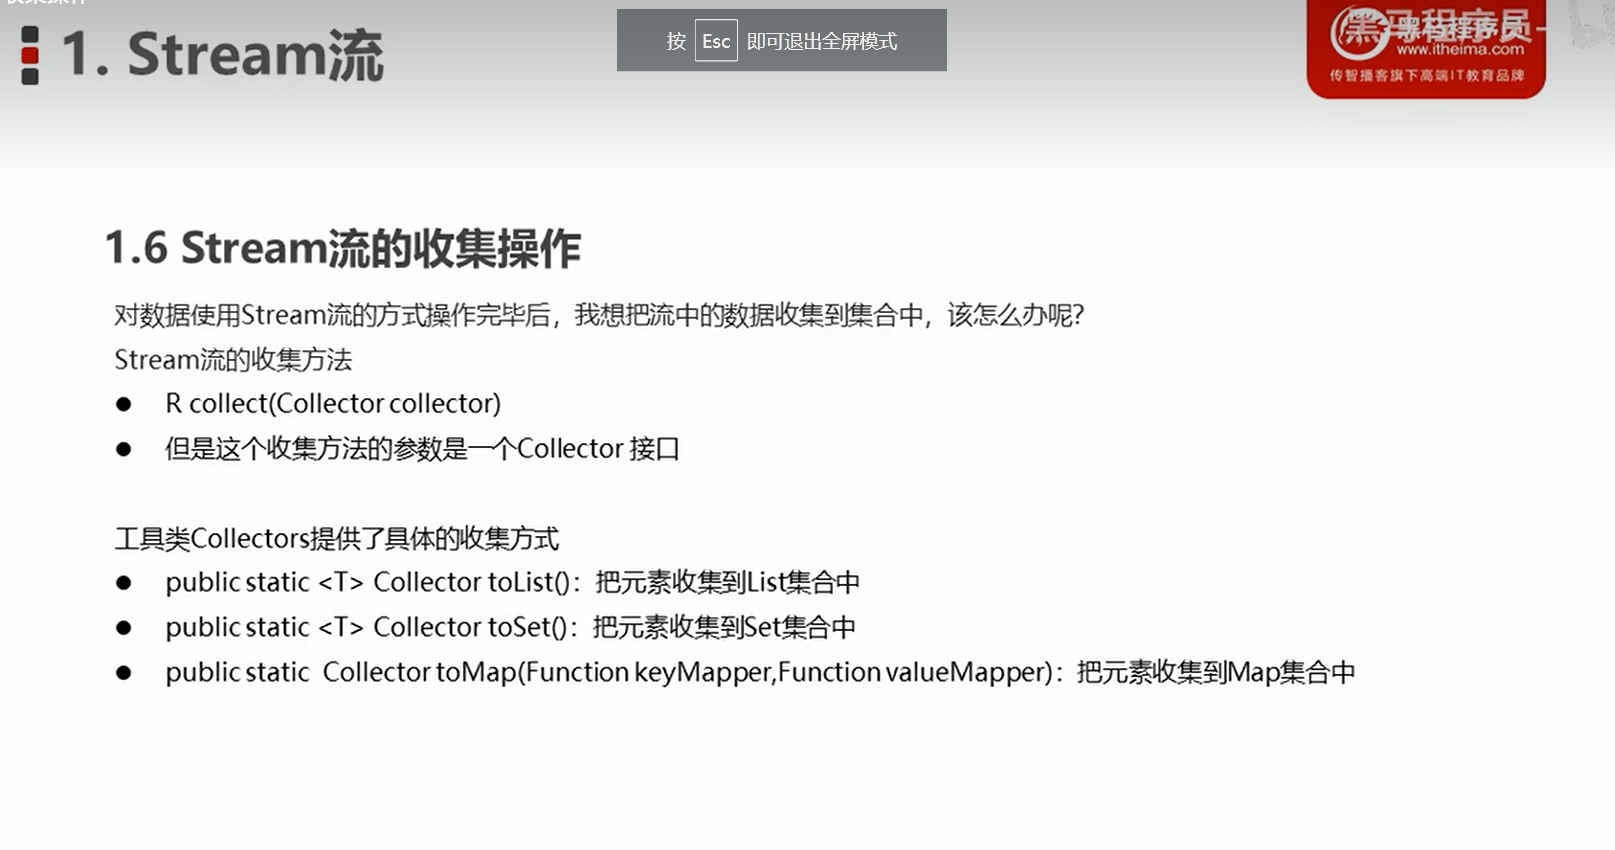 1. Stream流
按 Esc 即可退出全屏模式
www.itheima.com
传智播客旗下高端IT教育品牌
1.6 Stream流的收集操作
对数据使用Stream流的方式操作完毕后，我想把流中的数据收集到集合中，该怎么办呢？
Stream流的收集方法
● R collect(Collector collector)
● 但是这个收集方法的参数是一个Collector 接口
工具类Collectors提供了具体的收集方式
● public static <T> Collector toList()：把元素收集到List集合中
● public static <T> Collector toSet()：把元素收集到Set集合中
● public static  Collector toMap(Function keyMapper,Function valueMapper)：把元素收集到Map集合中